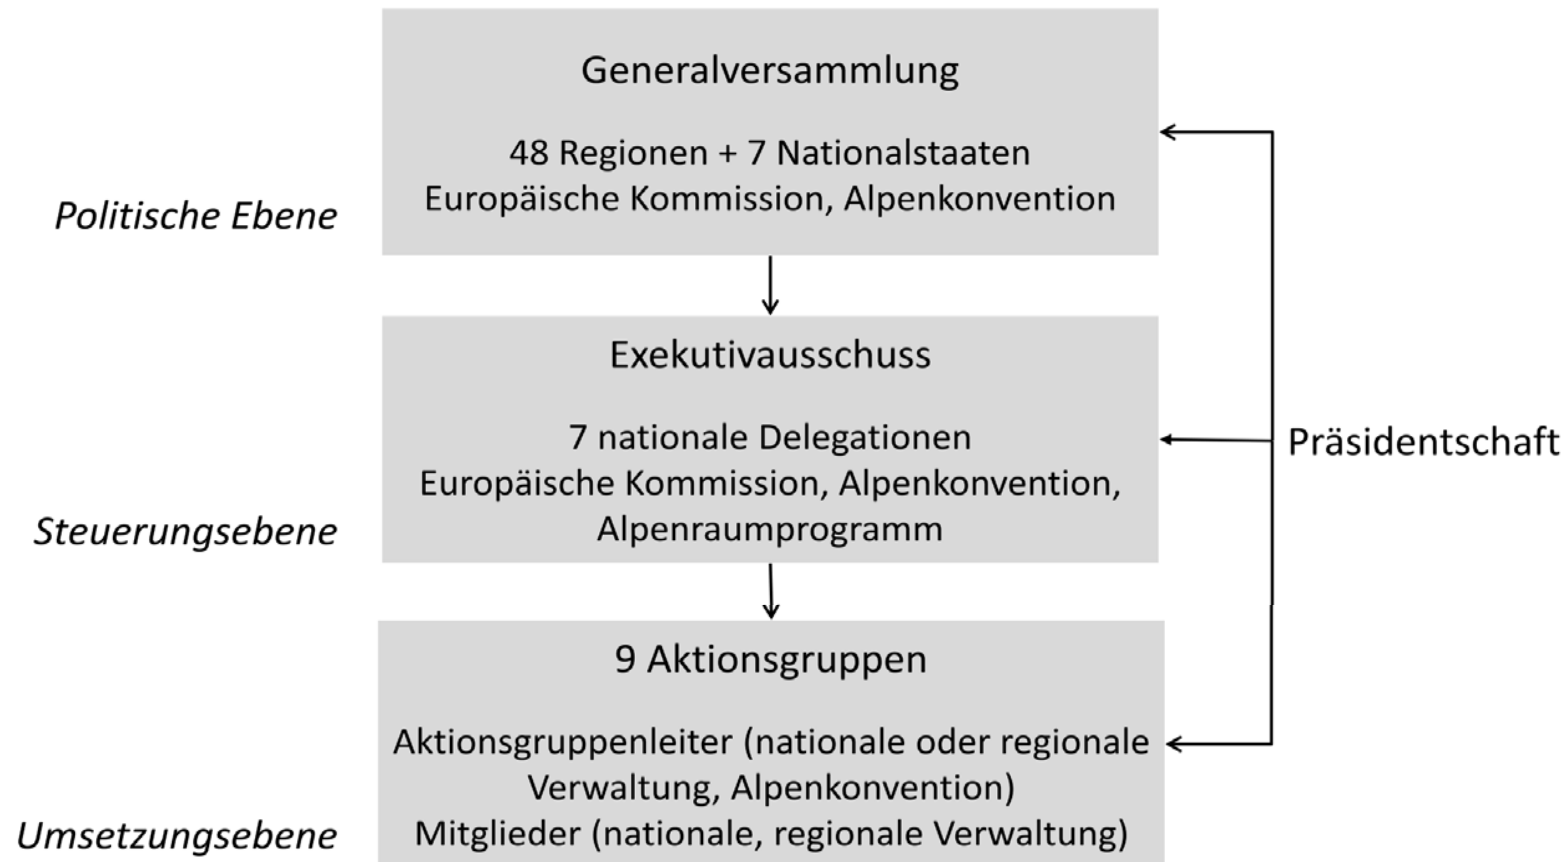 Generalversammlung
48 Regionen + 7 Nationalstaaten
Europäische Kommission, Alpenkonvention
Politische Ebene
Exekutivausschuss
7 nationale Delegationen
Europäische Kommission, Alpenkonvention,
Alpenraumprogramm
Steuerungsebene
Präsidentschaft
9 Aktionsgruppen
Aktionsgruppenleiter (nationale oder regionale
Verwaltung, Alpenkonvention)
Mitglieder (nationale, regionale Verwaltung)
Umsetzungsebene